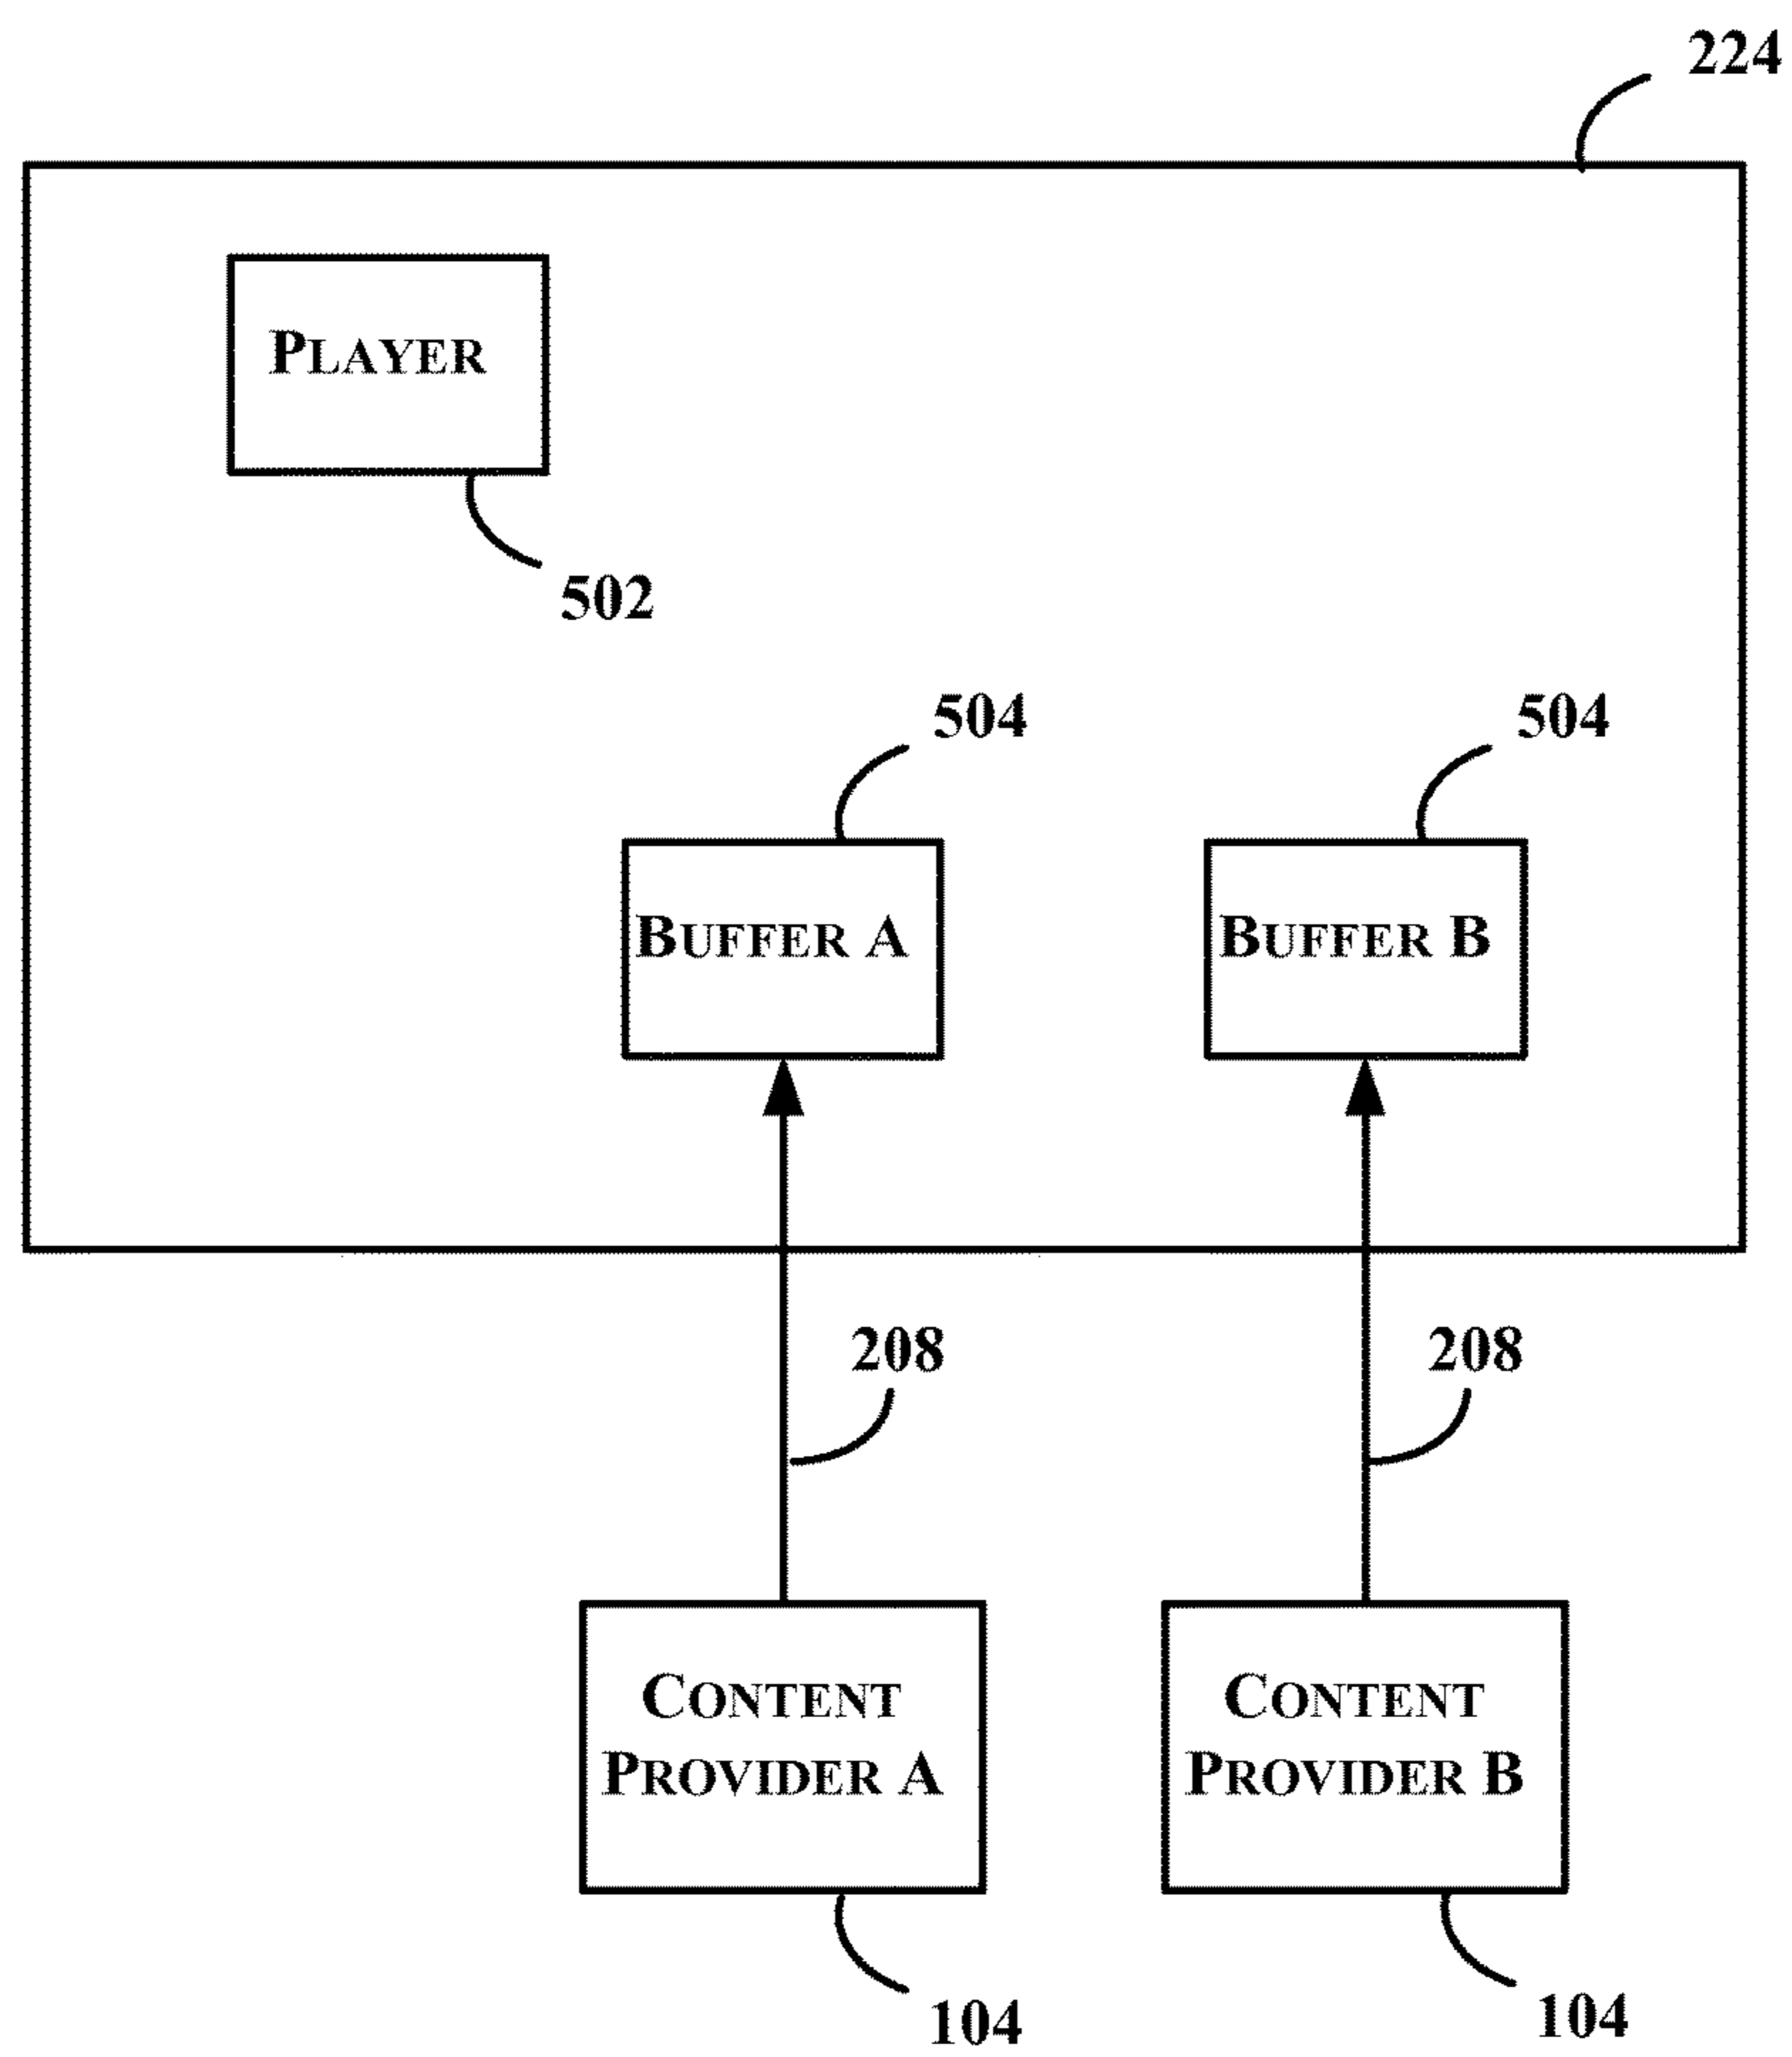 224
PLAYER
502
504
504
BUFFER A
BUFFER B
208
208
CONTENT
PROVIDER A
CONTENT
PROVIDER B
104
104